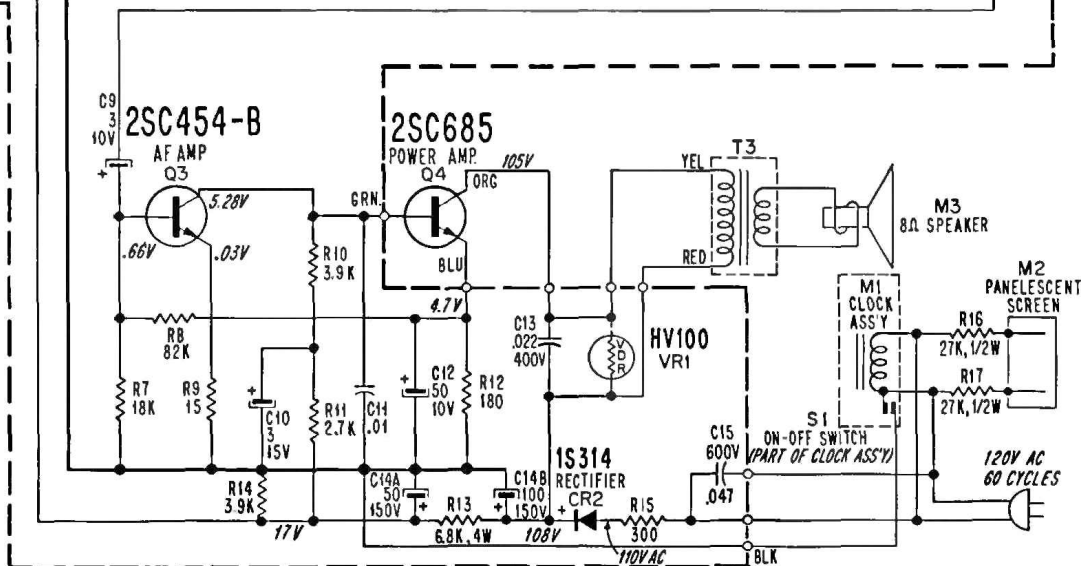 C9
3
10V
2SC454-B
AF AMP
Q3
5.28V
.66V
.03V
R8
82K
R7
18K
R9
15
C10
3
15V
R10
3.9K
R11
2.7K
C11
.01
GRN.
2SC685
POWER AMP.
Q4
105V
ORG
BLU
4.7V
C12
50
10V
R12
180
C13
.022
400V
VDR
HV100
VR1
YEL
RED
T3
M3
8Ω SPEAKER
M1
CLOCK
ASS'Y
M2
PANELESCENT
SCREEN
R16
27K, 1/2W
R17
27K, 1/2W
S1
ON-OFF SWITCH
(PART OF CLOCK ASS'Y)
120V AC
60 CYCLES
C15
600V
.047
1S314
RECTIFIER
CR2
R15
300
110V AC
BLK
C14B
100
150V
108V
C14A
50
150V
R13
6.8K, 4W
R14
3.9K
17V